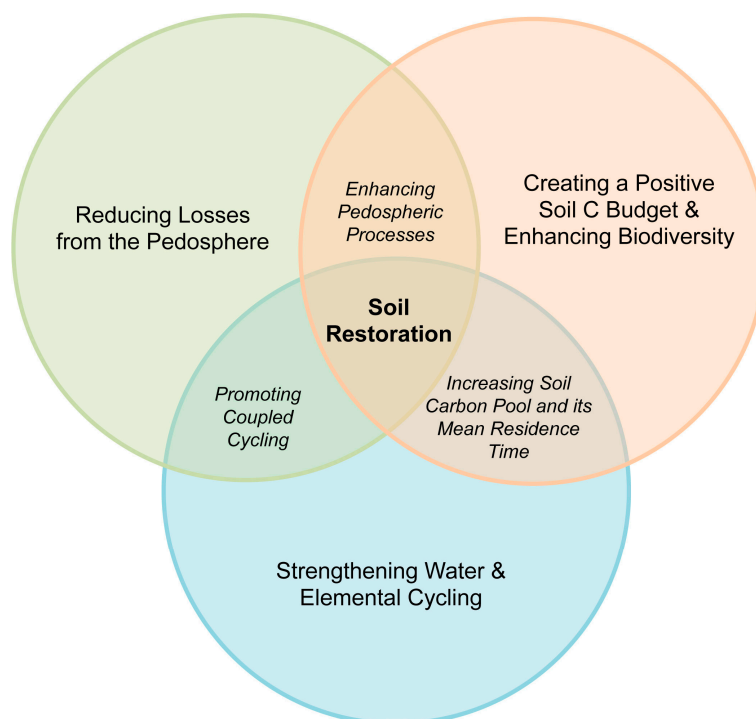 Reducing Losses
from the Pedosphere
Enhancing
Pedospheric
Processes
Creating a Positive
Soil C Budget &
Enhancing Biodiversity
Soil
Restoration
Promoting
Coupled
Cycling
Increasing Soil
Carbon Pool and its
Mean Residence
Time
Strengthening Water &
Elemental Cycling